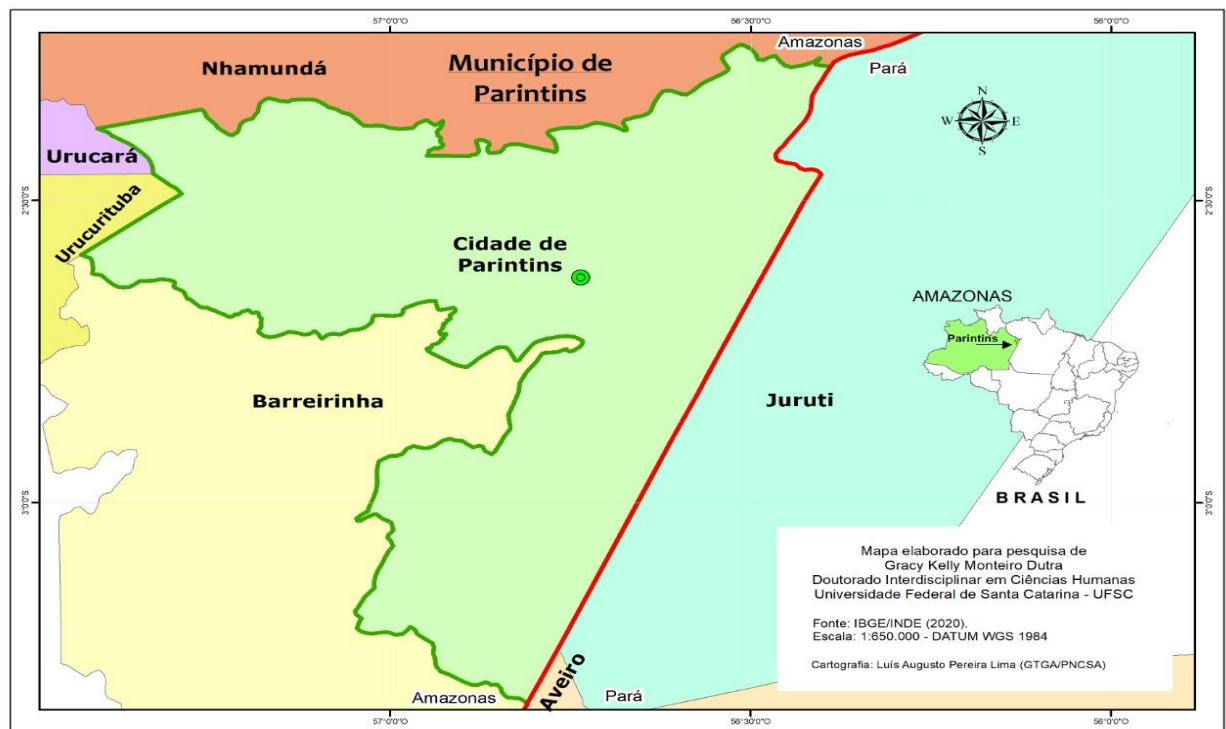 57°0'0"O
56°30'0"O
56°0'0"O
Amazonas
Pará
Nhamundá
Município de
Parintins
N
W E
S
Urucará
Urucurituba
2°30'0"S
2°30'0"S
Cidade de
Parintins
AMAZONAS
Parintins
Barreirinha
Juruti
BRASIL
3°0'0"S
3°0'0"S
Mapa elaborado para pesquisa de
Gracy Kelly Monteiro Dutra
Doutorado Interdisciplinar em Ciências Humanas
Universidade Federal de Santa Catarina - UFSC
Fonte: IBGE/INDE (2020).
Escala: 1:650.000 - DATUM WGS 1984
Cartografia: Luís Augusto Pereira Lima (GTGA/PNCSA)
Aveiro
Amazonas
Pará
57°0'0"O
56°30'0"O
56°0'0"O